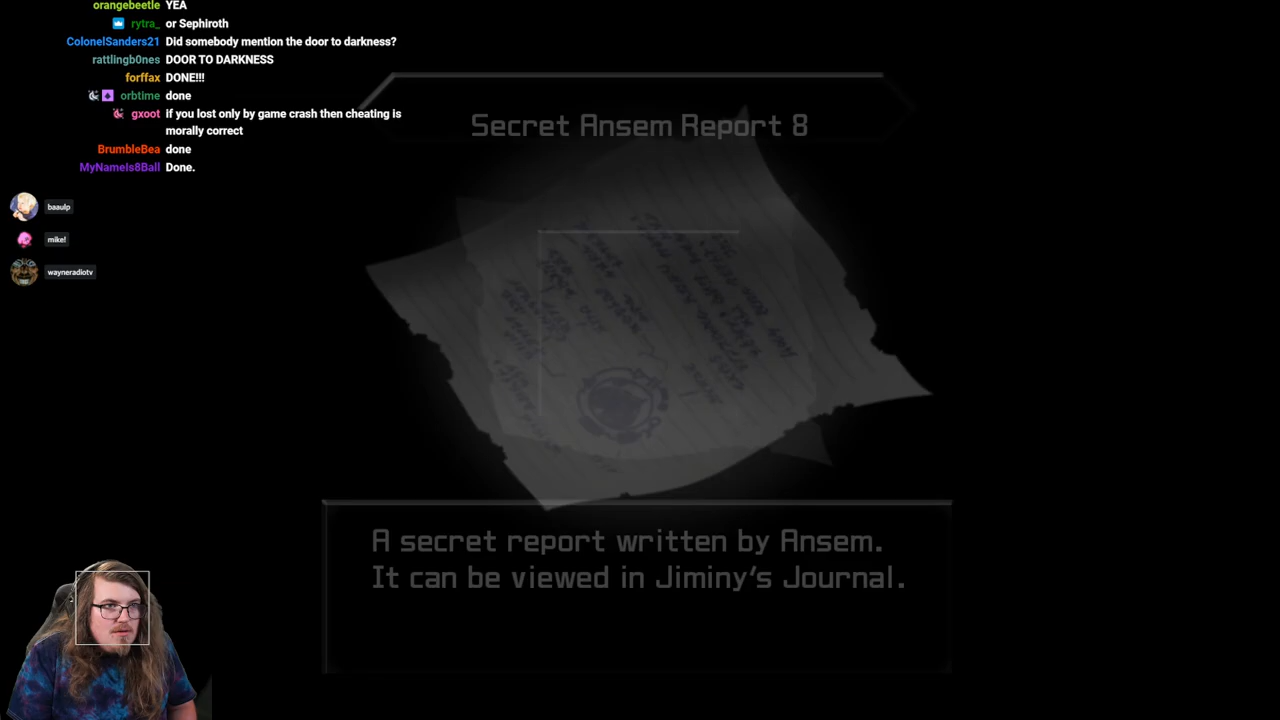 orangebeetle YEA
rytra_ or Sephiroth
ColonelSanders21 Did somebody mention the door to darkness?
rattlingb0nes DOOR TO DARKNESS
forffax DONE!!!
orbtime done
gxoot If you lost only by game crash then cheating is
morally correct
BrumbleBea done
MyNameIs8Ball Done.
baaulp
mike!
wayneradiotv
Secret Ansem Report 8
A secret report written by Ansem.
It can be viewed in Jiminy's Journal.